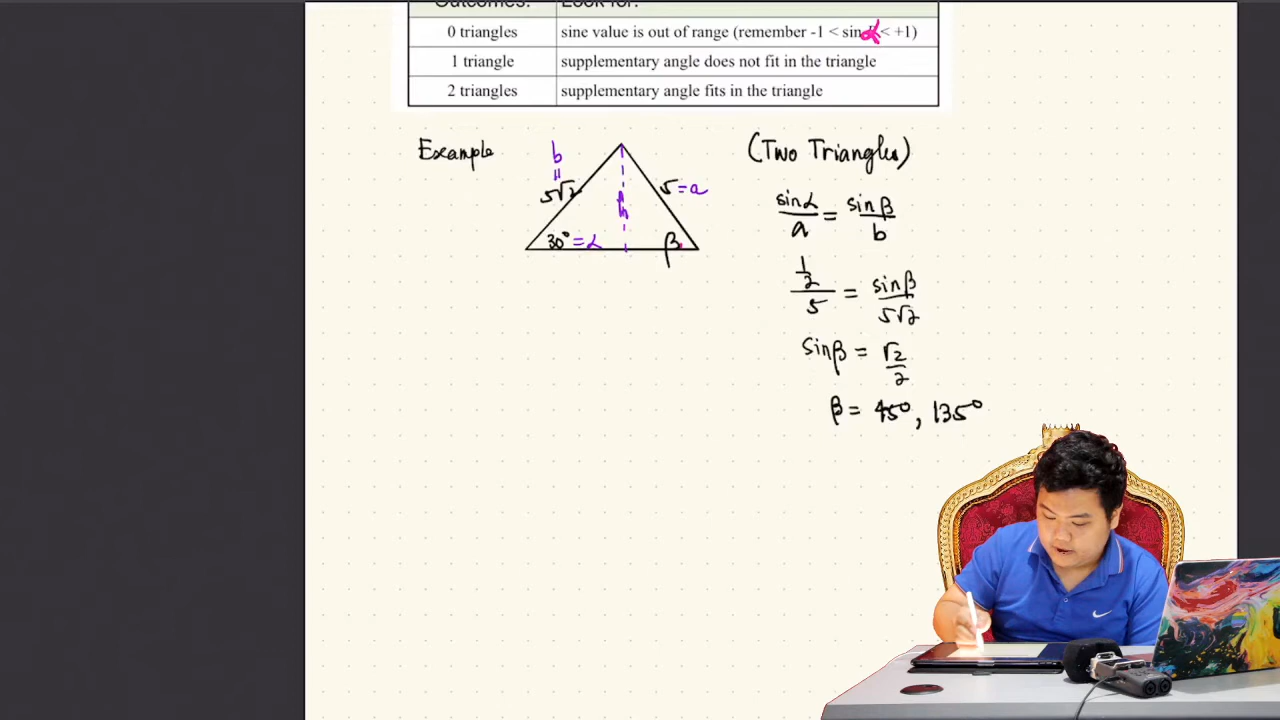 Outcomes: Look for:
0 triangles sine value is out of range (remember -1 < sin α < +1)
1 triangle supplementary angle does not fit in the triangle
2 triangles supplementary angle fits in the triangle
Example
b
=
5√2
h
5 = a
30° = α
β
(Two Triangles)
sinα/a = sinβ/b
1/2/5 = sinβ/5√2
sinβ = √2/2
β = 45°, 135°